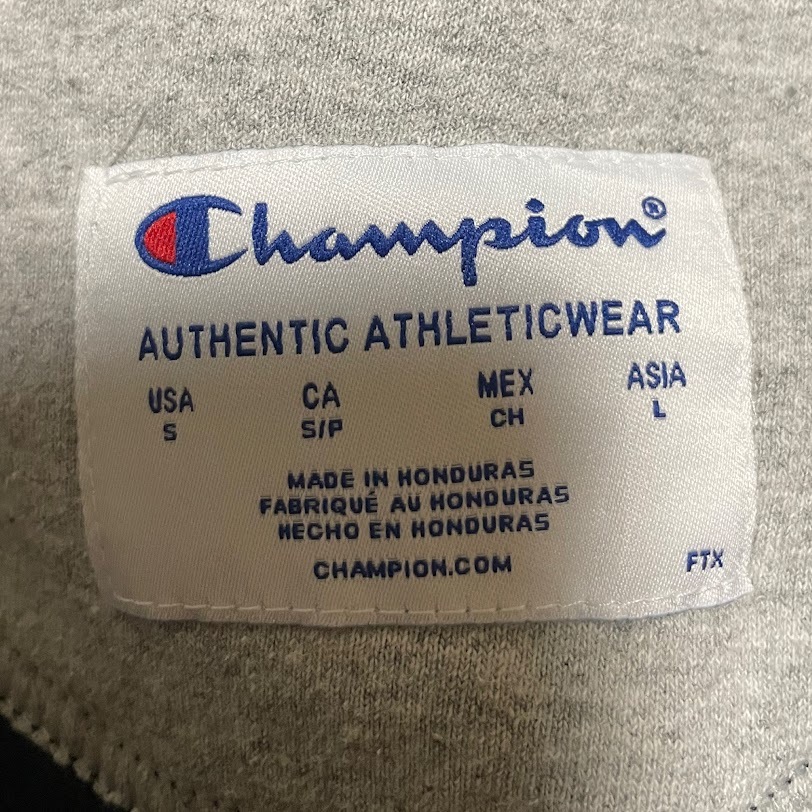 Champion®
AUTHENTIC ATHLETICWEAR
USA CA MEX ASIA
S S/P CH L
MADE IN HONDURAS
FABRIQUÉ AU HONDURAS
HECHO EN HONDURAS
CHAMPION.COM
FTX